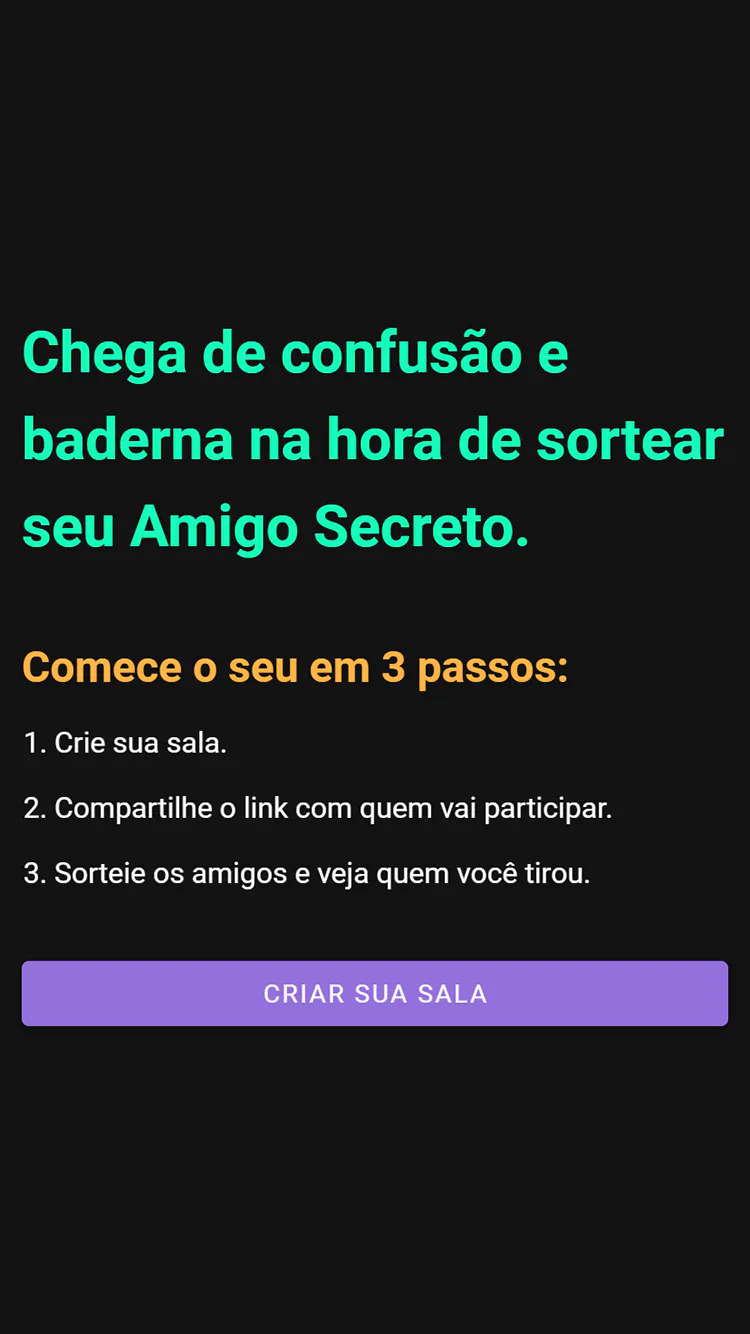 Chega de confusão e
baderna na hora de sortear
seu Amigo Secreto.
Comece o seu em 3 passos:
1. Crie sua sala.
2. Compartilhe o link com quem vai participar.
3. Sorteie os amigos e veja quem você tirou.
CRIAR SUA SALA